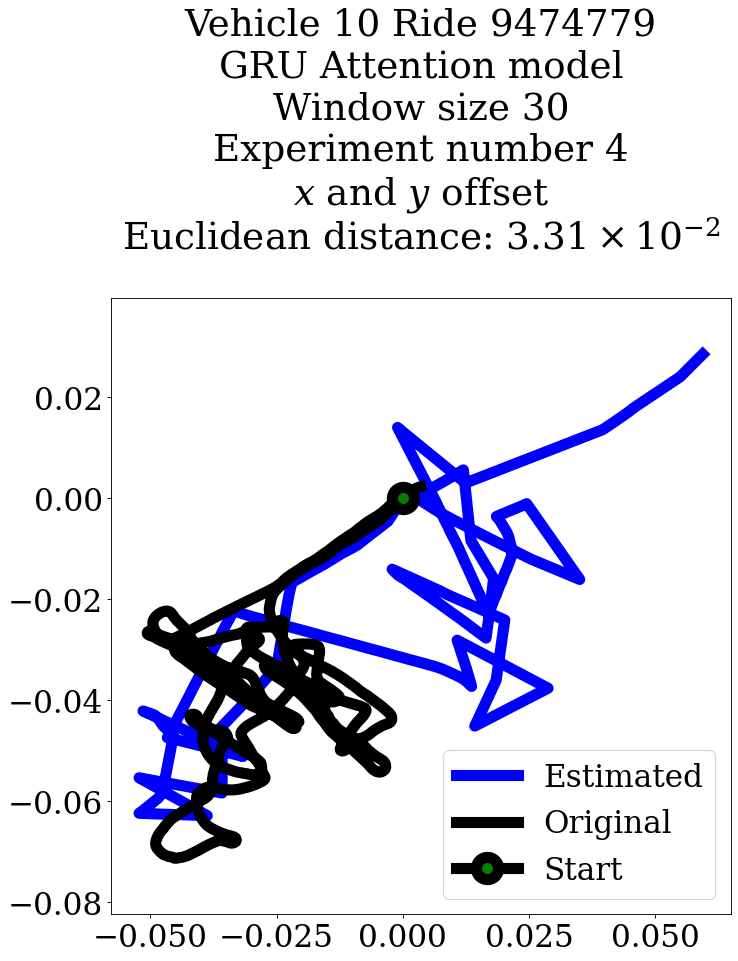 Vehicle 10 Ride 9474779
GRU Attention model
Window size 30
Experiment number 4
x and y offset
Euclidean distance: 3.31 × 10⁻²
0.02
0.00
−0.02
−0.04
−0.06
−0.08
−0.050 −0.025 0.000 0.025 0.050
Estimated
Original
Start